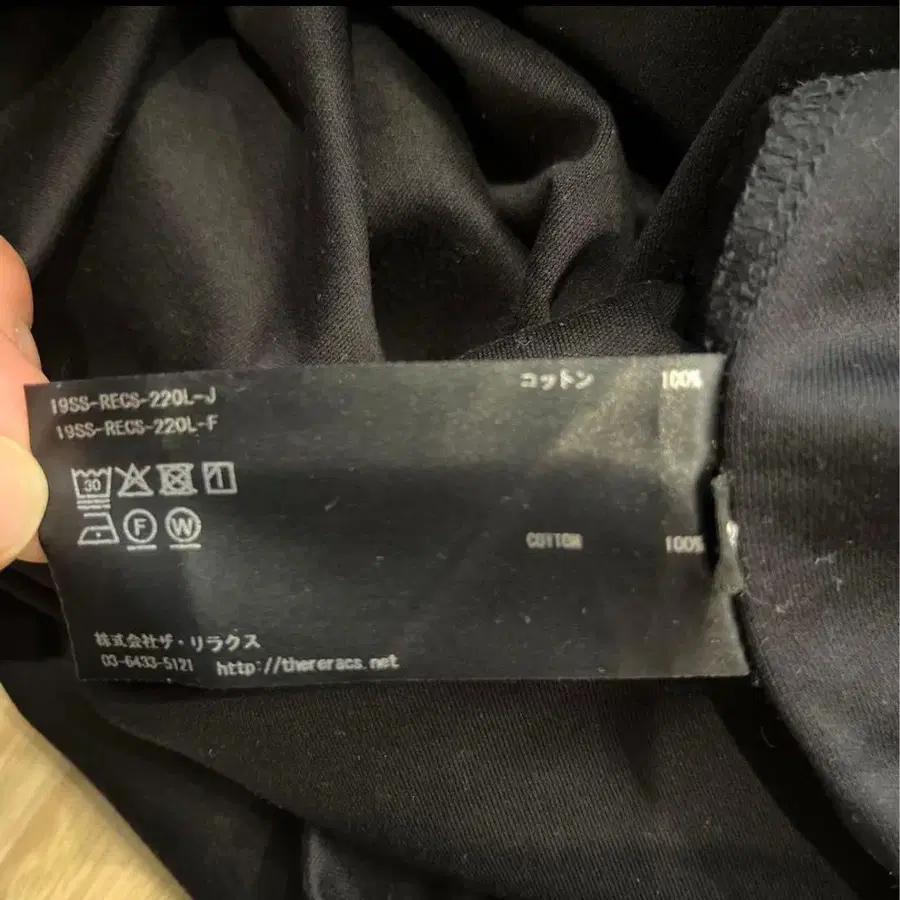 19SS-RECS-220L-J
19SS-RECS-220L-F
コットン 100%
30
F W
COTTON 100%
株式会社ザ・リラクス
03-6433-5121 http://thereracs.net